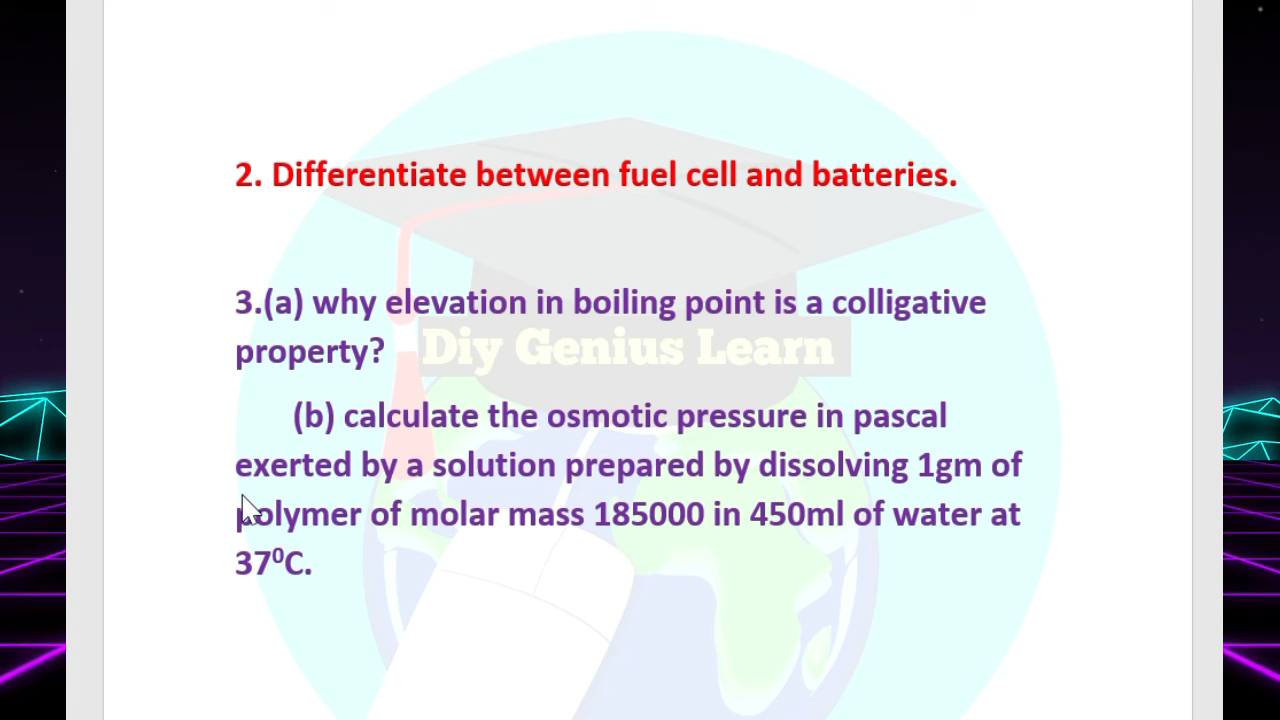 2. Differentiate between fuel cell and batteries.
3.(a) why elevation in boiling point is a colligative
property?
Diy Genius Learn
(b) calculate the osmotic pressure in pascal
exerted by a solution prepared by dissolving 1gm of
polymer of molar mass 185000 in 450ml of water at
37⁰C.